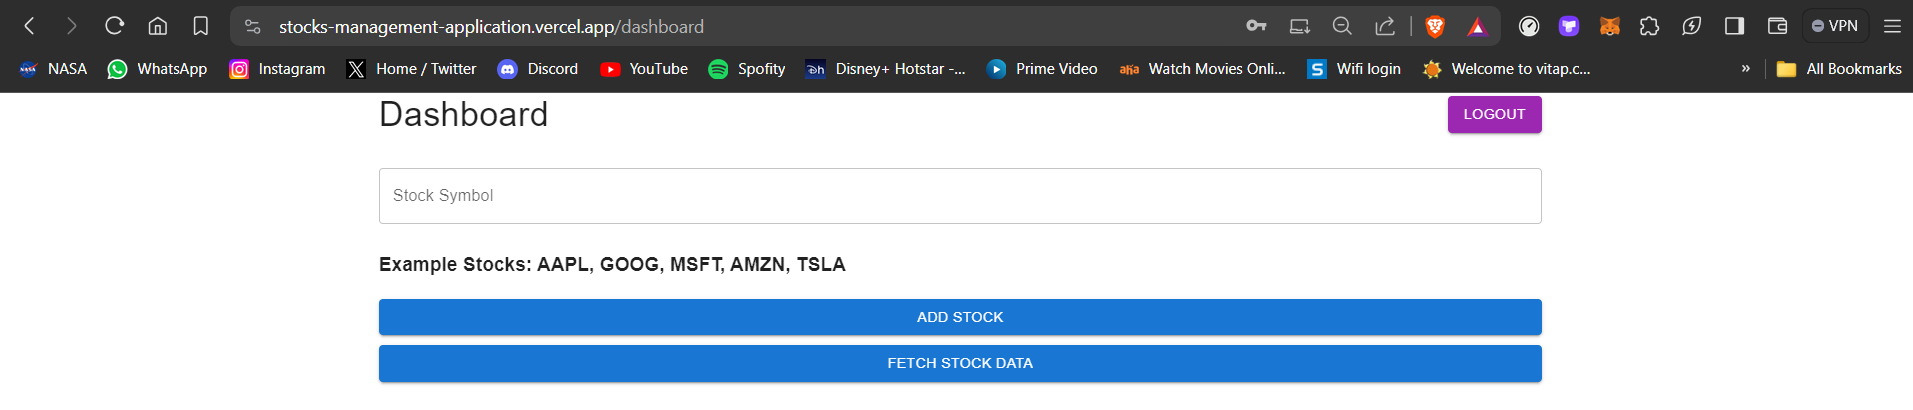 stocks-management-application.vercel.app/dashboard
VPN
NASA WhatsApp Instagram Home / Twitter Discord YouTube Spofity Disney+ Hotstar -... Prime Video aha Watch Movies Onli... S Wifi login Welcome to vitap.c... » All Bookmarks
Dashboard LOGOUT
Stock Symbol
Example Stocks: AAPL, GOOG, MSFT, AMZN, TSLA
ADD STOCK
FETCH STOCK DATA